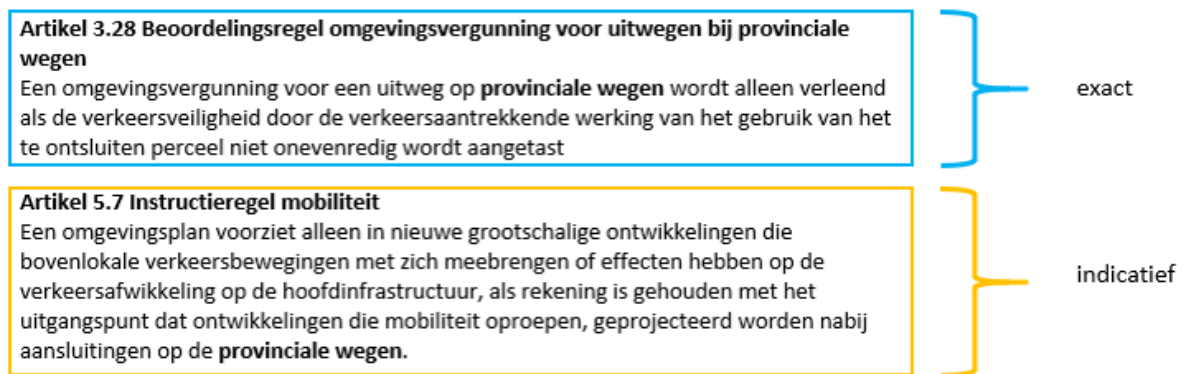 Artikel 3.28 Beoordelingsregel omgevingsvergunning voor uitwegen bij provinciale
wegen
Een omgevingsvergunning voor een uitweg op provinciale wegen wordt alleen verleend
als de verkeersveiligheid door de verkeersaantrekkende werking van het gebruik van het
te ontsluiten perceel niet onevenredig wordt aangetast
exact
Artikel 5.7 Instructieregel mobiliteit
Een omgevingsplan voorziet alleen in nieuwe grootschalige ontwikkelingen die
bovenlokale verkeersbewegingen met zich meebrengen of effecten hebben op de
verkeersafwikkeling op de hoofdinfrastructuur, als rekening is gehouden met het
uitgangspunt dat ontwikkelingen die mobiliteit oproepen, geprojecteerd worden nabij
aansluitingen op de provinciale wegen.
indicatief